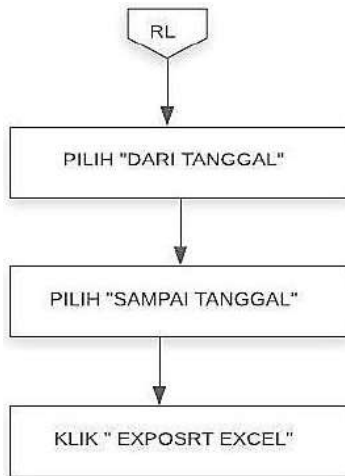 RL
PILIH "DARI TANGGAL"
PILIH "SAMPAI TANGGAL"
KLIK " EXPOSRT EXCEL"